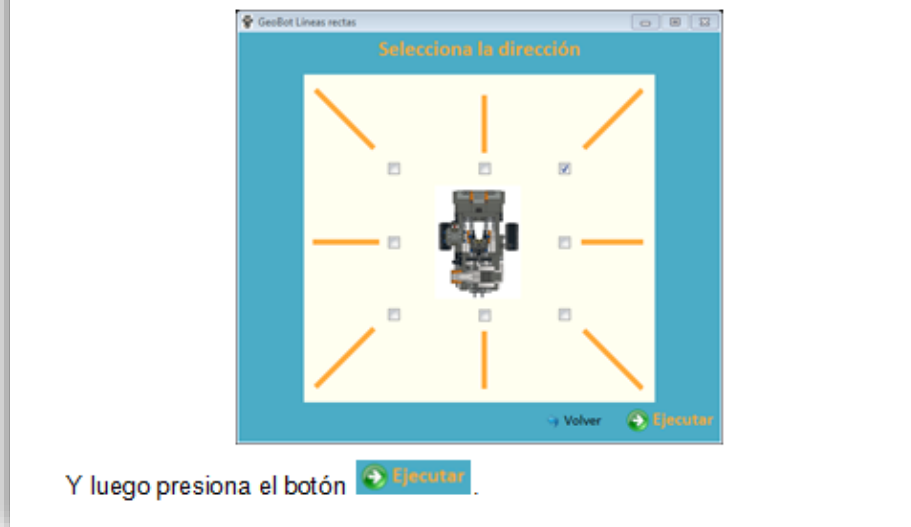 GeoBot Líneas rectas
Selecciona la dirección
Volver Ejecutar
Y luego presiona el botón Ejecutar .